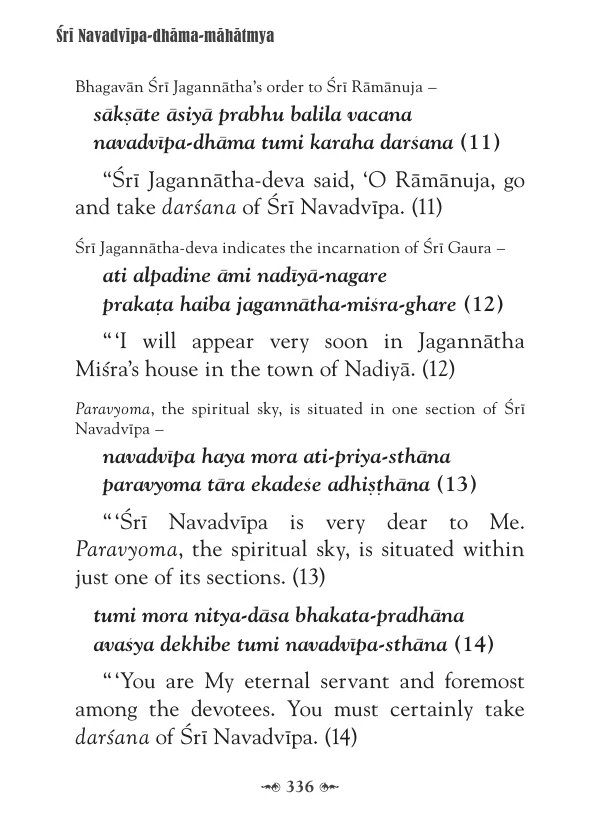 Śrī Navadvīpa-dhāma-māhātmya
Bhagavān Śrī Jagannātha’s order to Śrī Rāmānuja –
sākṣāte āsiyā prabhu balila vacana
navadvīpa-dhāma tumi karaha darśana (11)
“Śrī Jagannātha-deva said, ‘O Rāmānuja, go
and take darśana of Śrī Navadvīpa. (11)
Śrī Jagannātha-deva indicates the incarnation of Śrī Gaura –
ati alpadine āmi nadīyā-nagare
prakaṭa haiba jagannātha-miśra-ghare (12)
“‘I will appear very soon in Jagannātha
Miśra’s house in the town of Nadiyā. (12)
Paravyoma, the spiritual sky, is situated in one section of Śrī
Navadvīpa –
navadvīpa haya mora ati-priya-sthāna
paravyoma tāra ekadeśe adhiṣṭhāna (13)
“‘Śrī Navadvīpa is very dear to Me.
Paravyoma, the spiritual sky, is situated within
just one of its sections. (13)
tumi mora nitya-dāsa bhakata-pradhāna
avaśya dekhibe tumi navadvīpa-sthāna (14)
“‘You are My eternal servant and foremost
among the devotees. You must certainly take
darśana of Śrī Navadvīpa. (14)
336